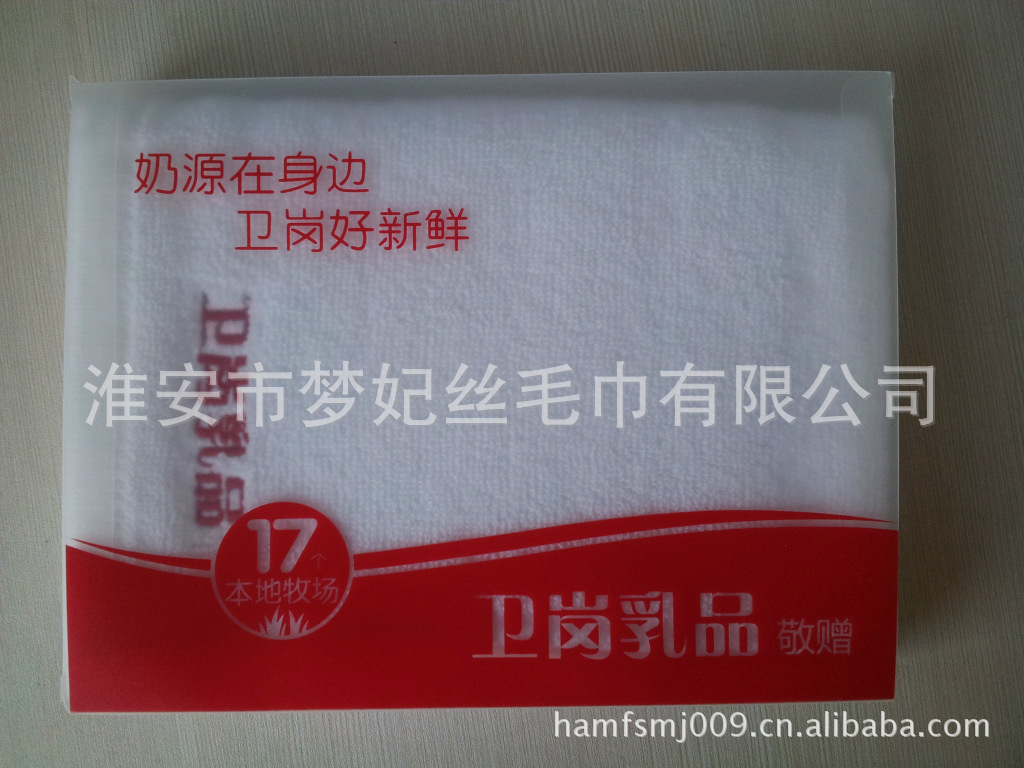 奶源在身边
卫岗好新鲜
卫岗乳品
淮安市梦妃丝毛巾有限公司
17个
本地牧场
卫岗乳品 敬赠
hamfsmj009.cn.alibaba.com